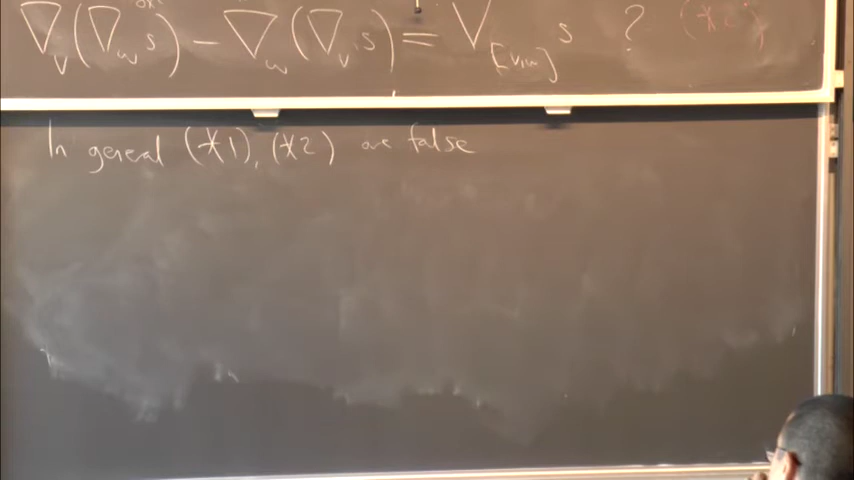 ∇_v(∇_w s) − ∇_w(∇_v s) = ∇_[v,w] s ? (*2)
In general (*1), (*2) are false